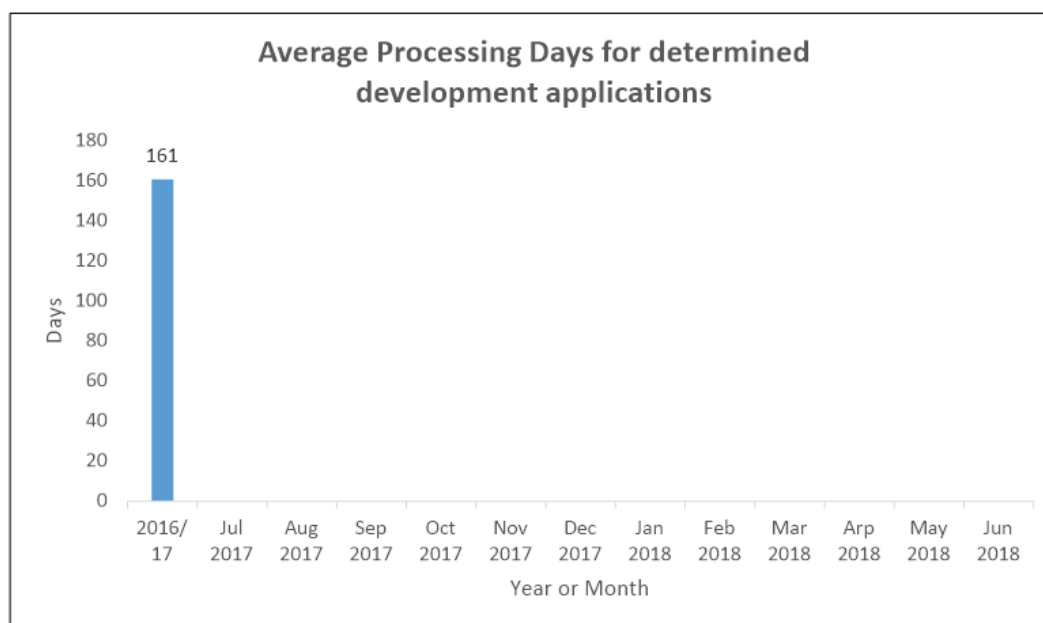 Average Processing Days for determined
development applications
180
160
140
120
100
80
60
40
20
0
161
Days
2016/ Jul Aug Sep Oct Nov Dec Jan Feb Mar Arp May Jun
17 2017 2017 2017 2017 2017 2017 2018 2018 2018 2018 2018 2018
Year or Month